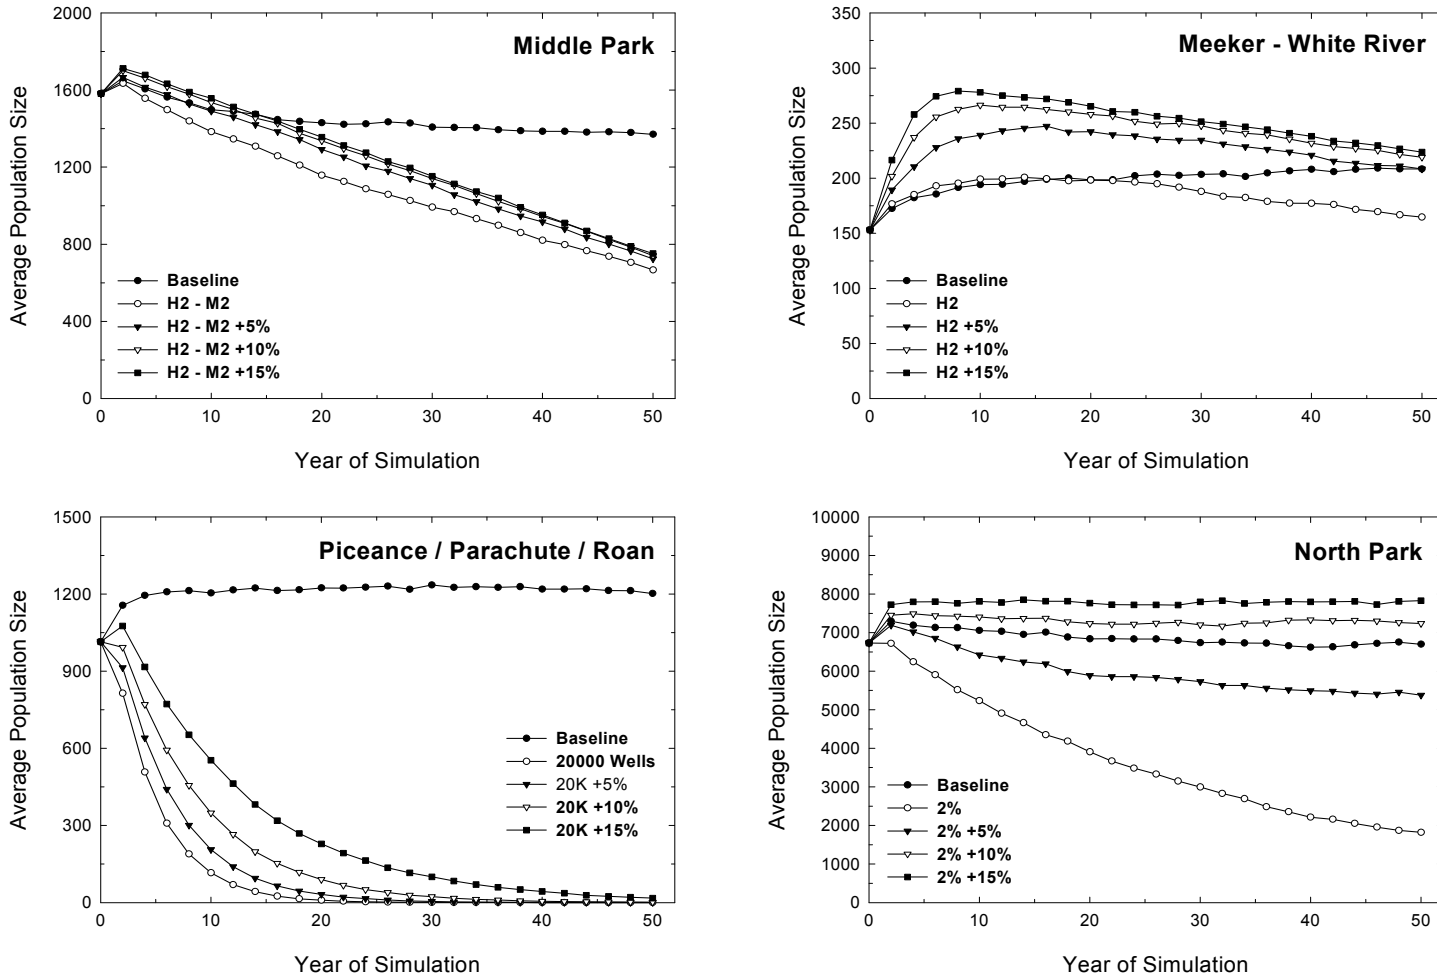 Middle Park
Average Population Size
2000
1600
1200
800
400
0
Baseline
H2 - M2
H2 - M2 +5%
H2 - M2 +10%
H2 - M2 +15%
0 10 20 30 40 50
Year of Simulation
Meeker - White River
Average Population Size
350
300
250
200
150
100
50
0
Baseline
H2
H2 +5%
H2 +10%
H2 +15%
0 10 20 30 40 50
Year of Simulation
Piceance / Parachute / Roan
Average Population Size
1500
1200
900
600
300
0
Baseline
20000 Wells
20K +5%
20K +10%
20K +15%
0 10 20 30 40 50
Year of Simulation
North Park
Average Population Size
10000
9000
8000
7000
6000
5000
4000
3000
2000
1000
0
Baseline
2%
2% +5%
2% +10%
2% +15%
0 10 20 30 40 50
Year of Simulation